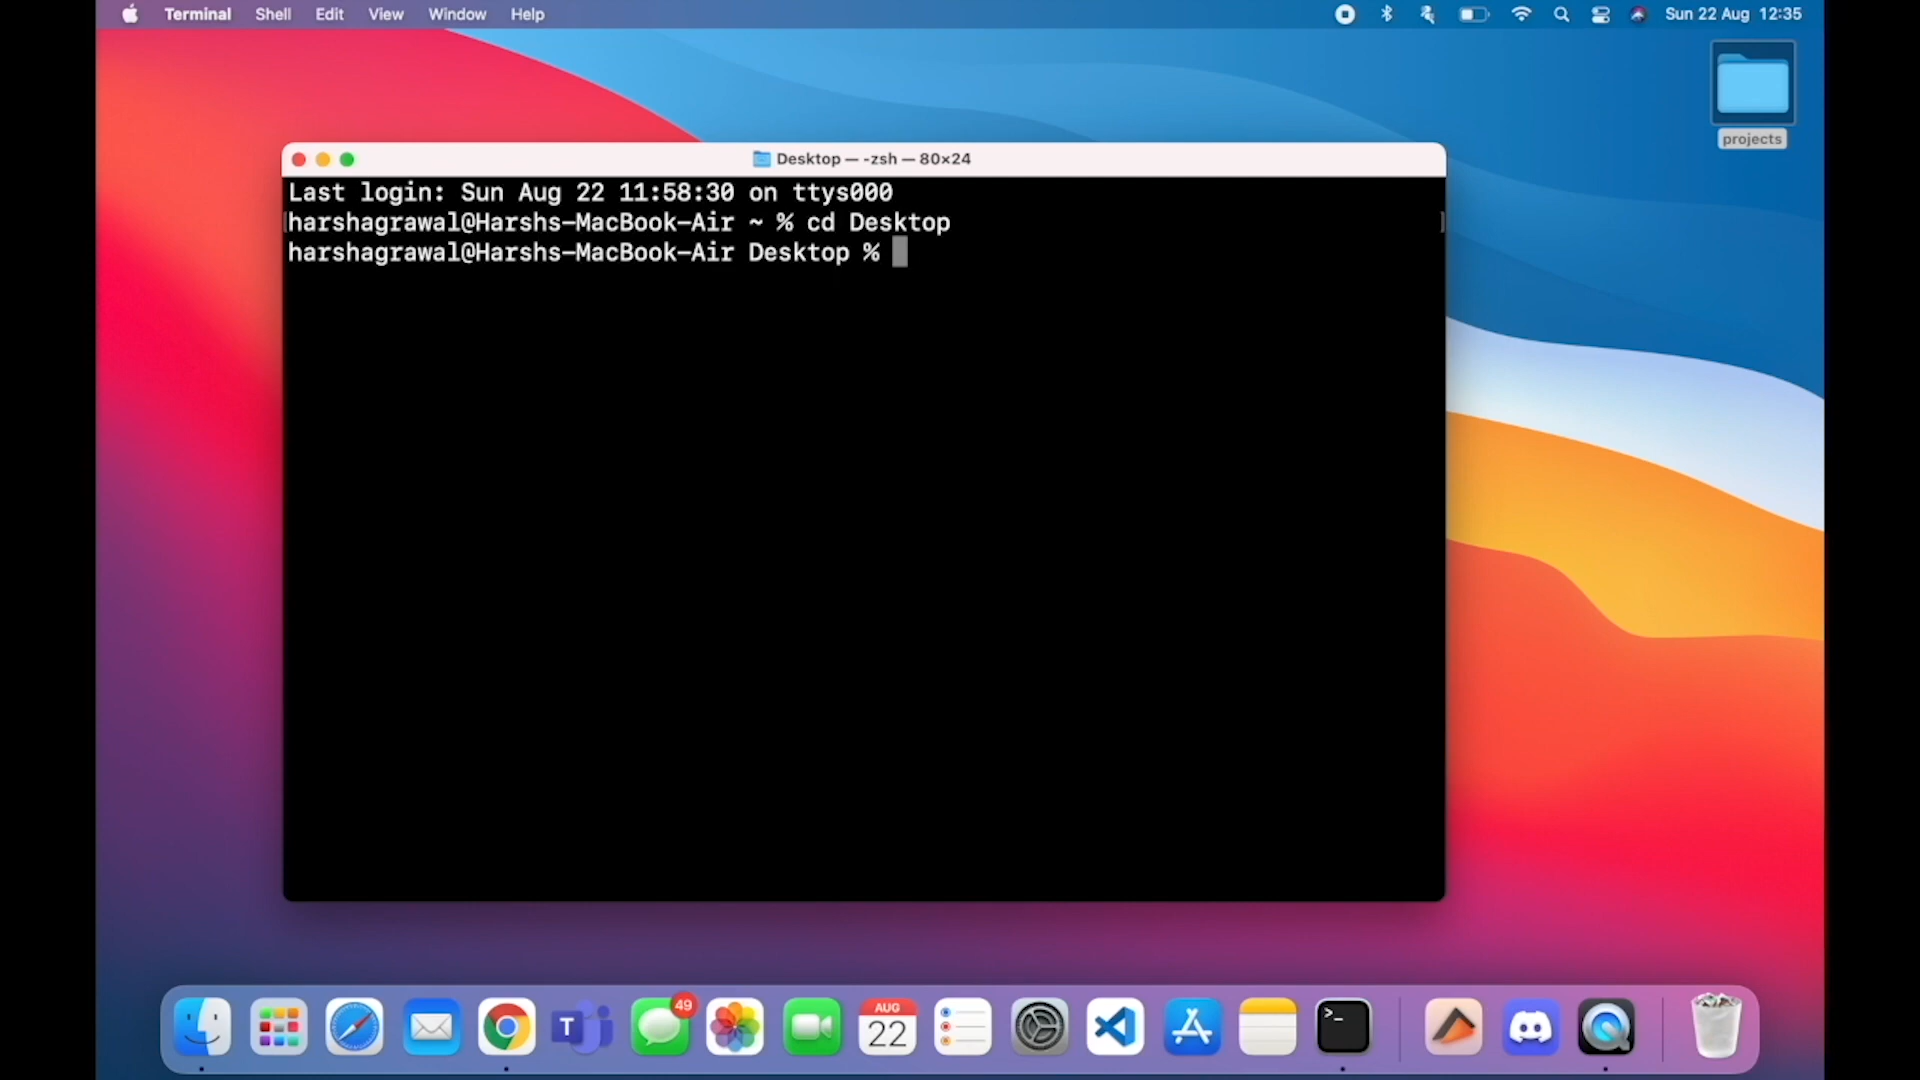 Terminal Shell Edit View Window Help Sun 22 Aug 12:35
projects
Desktop — -zsh — 80×24
Last login: Sun Aug 22 11:58:30 on ttys000
harshagrawal@Harshs-MacBook-Air ~ % cd Desktop
harshagrawal@Harshs-MacBook-Air Desktop %
49
AUG
22
T
>_